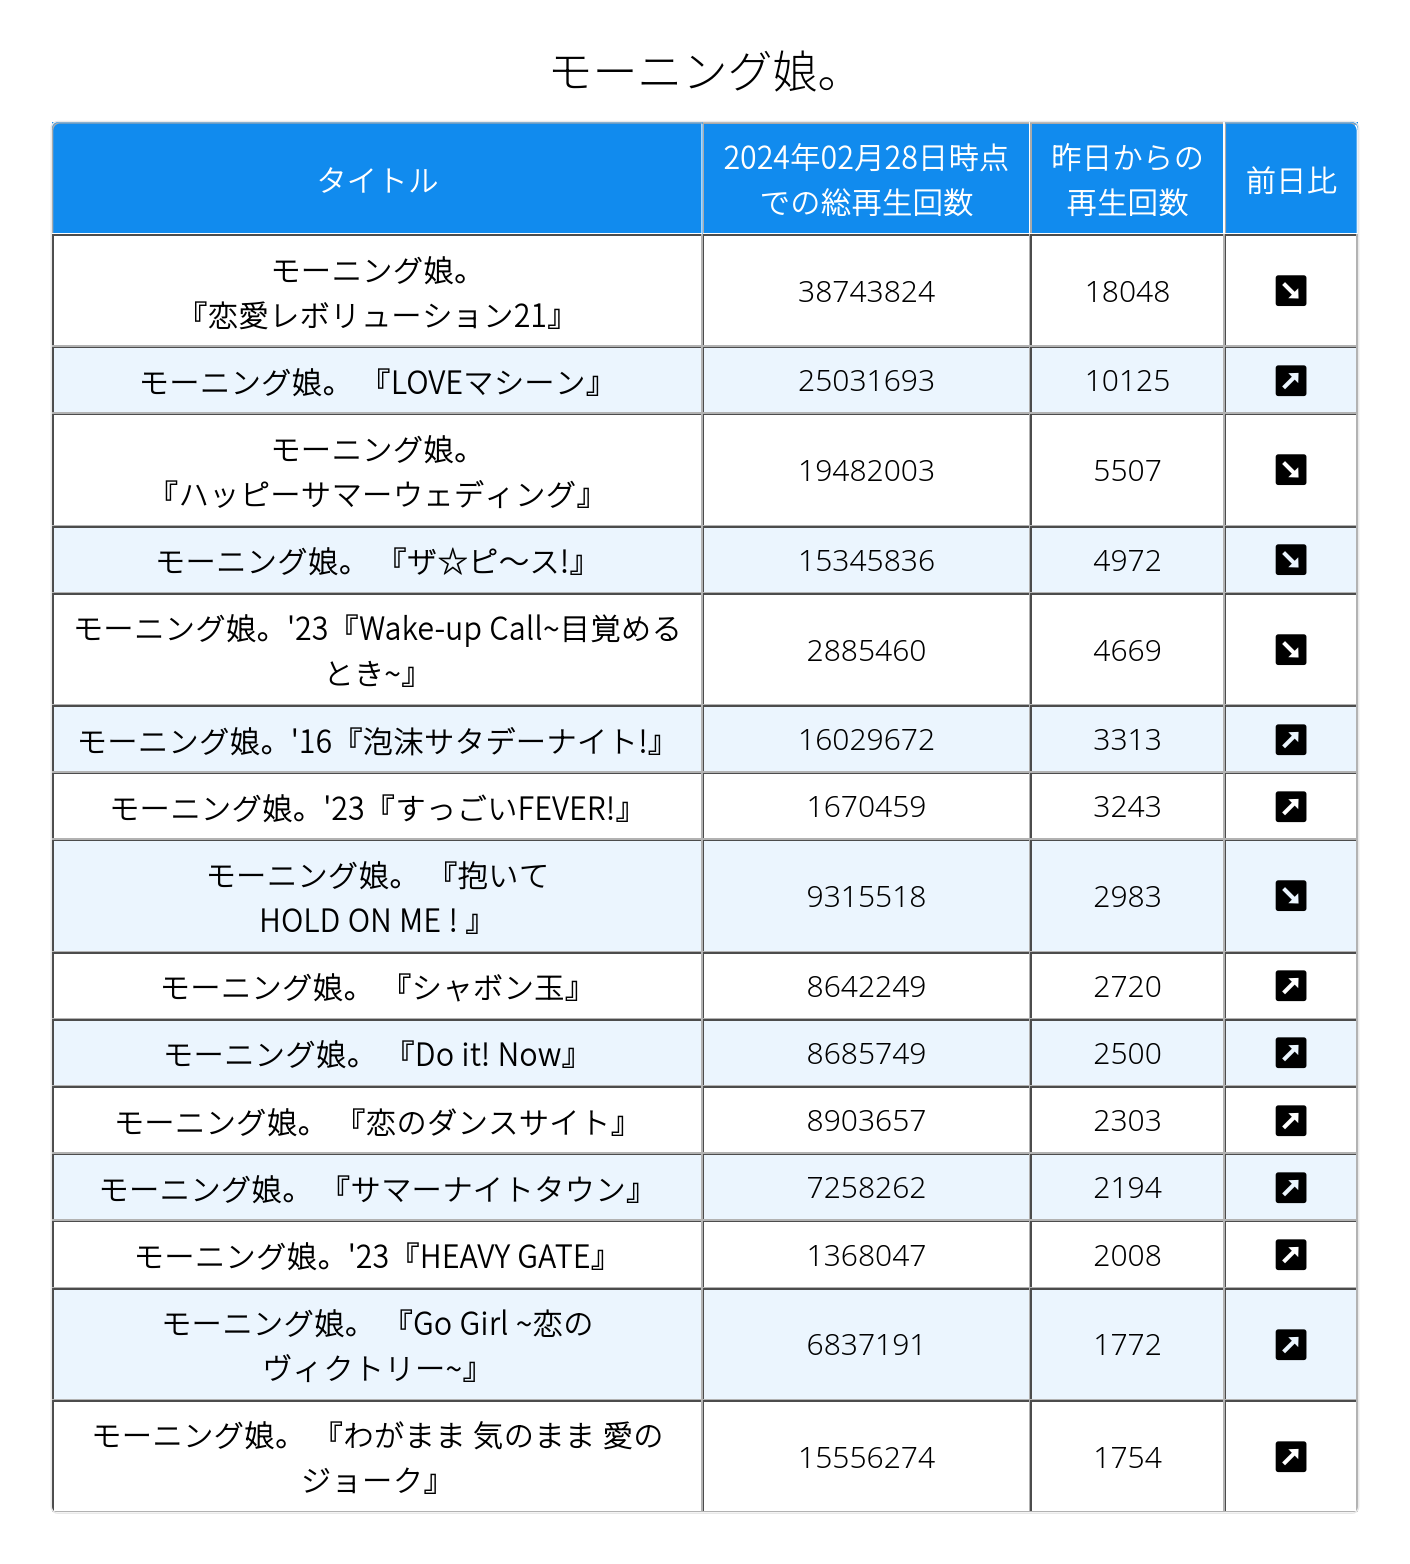 モーニング娘。
タイトル
2024年02月28日時点
での総再生回数
昨日からの
再生回数
前日比
モーニング娘。
『恋愛レボリューション21』
38743824
18048
モーニング娘。 『LOVEマシーン』
25031693
10125
モーニング娘。
『ハッピーサマーウェディング』
19482003
5507
モーニング娘。 『ザ☆ピ〜ス!』
15345836
4972
モーニング娘。'23『Wake-up Call~目覚める
とき~』
2885460
4669
モーニング娘。'16『泡沫サタデーナイト!』
16029672
3313
モーニング娘。'23『すっごいFEVER!』
1670459
3243
モーニング娘。 『抱いて
HOLD ON ME ! 』
9315518
2983
モーニング娘。 『シャボン玉』
8642249
2720
モーニング娘。 『Do it! Now』
8685749
2500
モーニング娘。 『恋のダンスサイト』
8903657
2303
モーニング娘。 『サマーナイトタウン』
7258262
2194
モーニング娘。'23『HEAVY GATE』
1368047
2008
モーニング娘。 『Go Girl ~恋の
ヴィクトリー~』
6837191
1772
モーニング娘。 『わがまま 気のまま 愛の
ジョーク』
15556274
1754